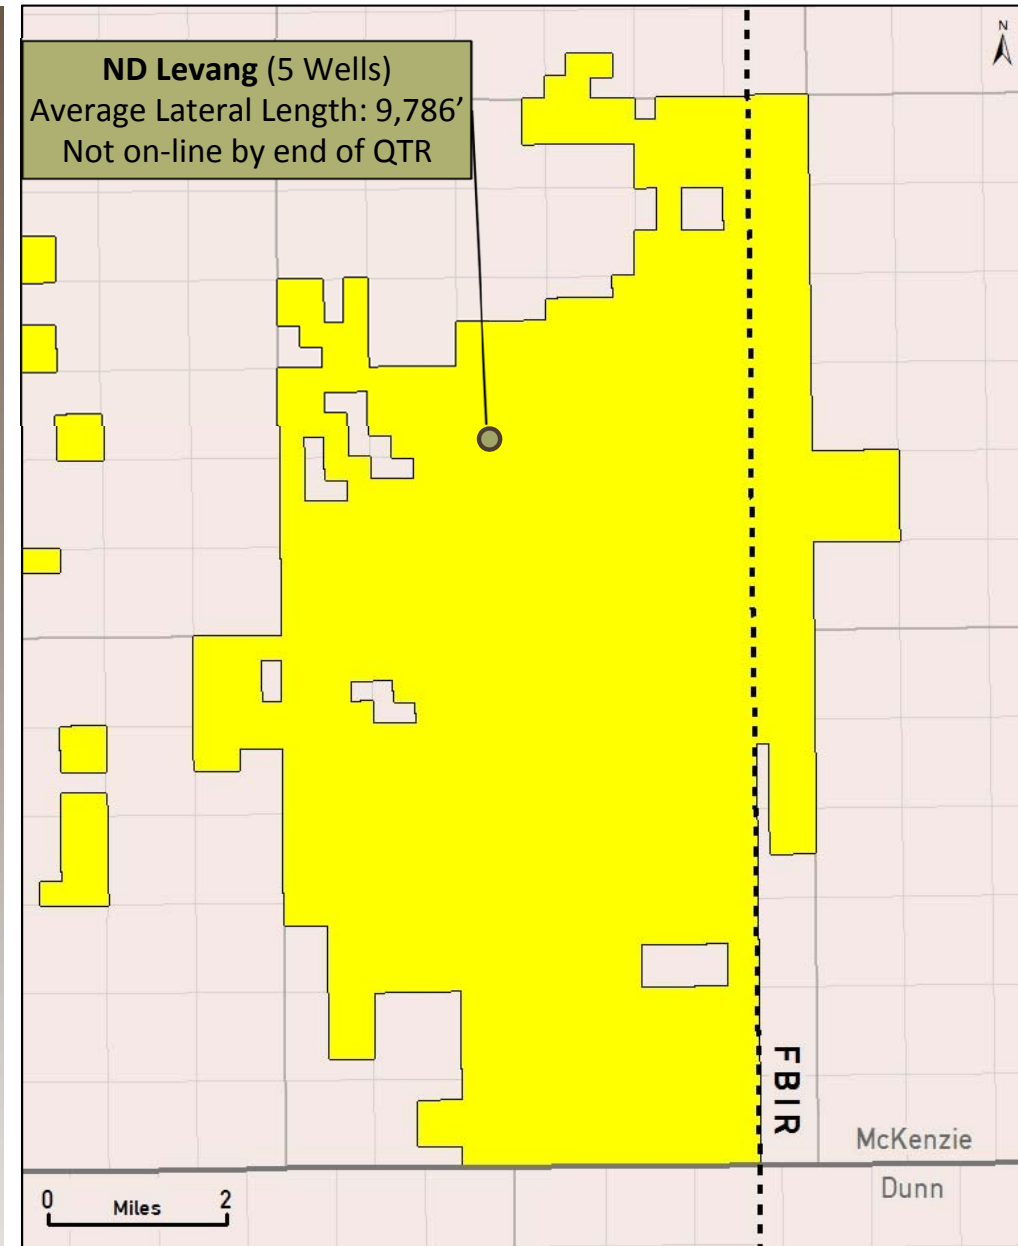 N
ND Levang (5 Wells)
Average Lateral Length: 9,786’
Not on-line by end of QTR
FBIR
McKenzie
Dunn
0 Miles 2